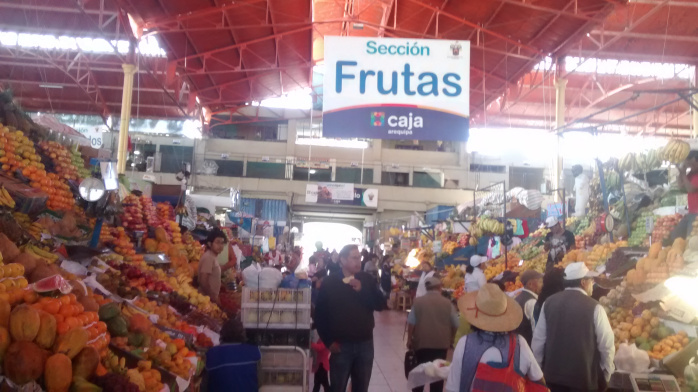 Sección
Frutas
caja
arequipa